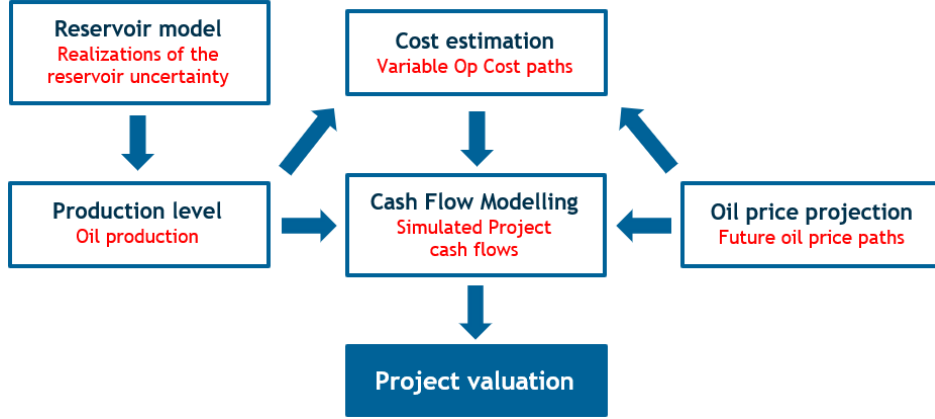 Reservoir model
Realizations of the
reservoir uncertainty
Cost estimation
Variable Op Cost paths
Production level
Oil production
Cash Flow Modelling
Simulated Project
cash flows
Oil price projection
Future oil price paths
Project valuation